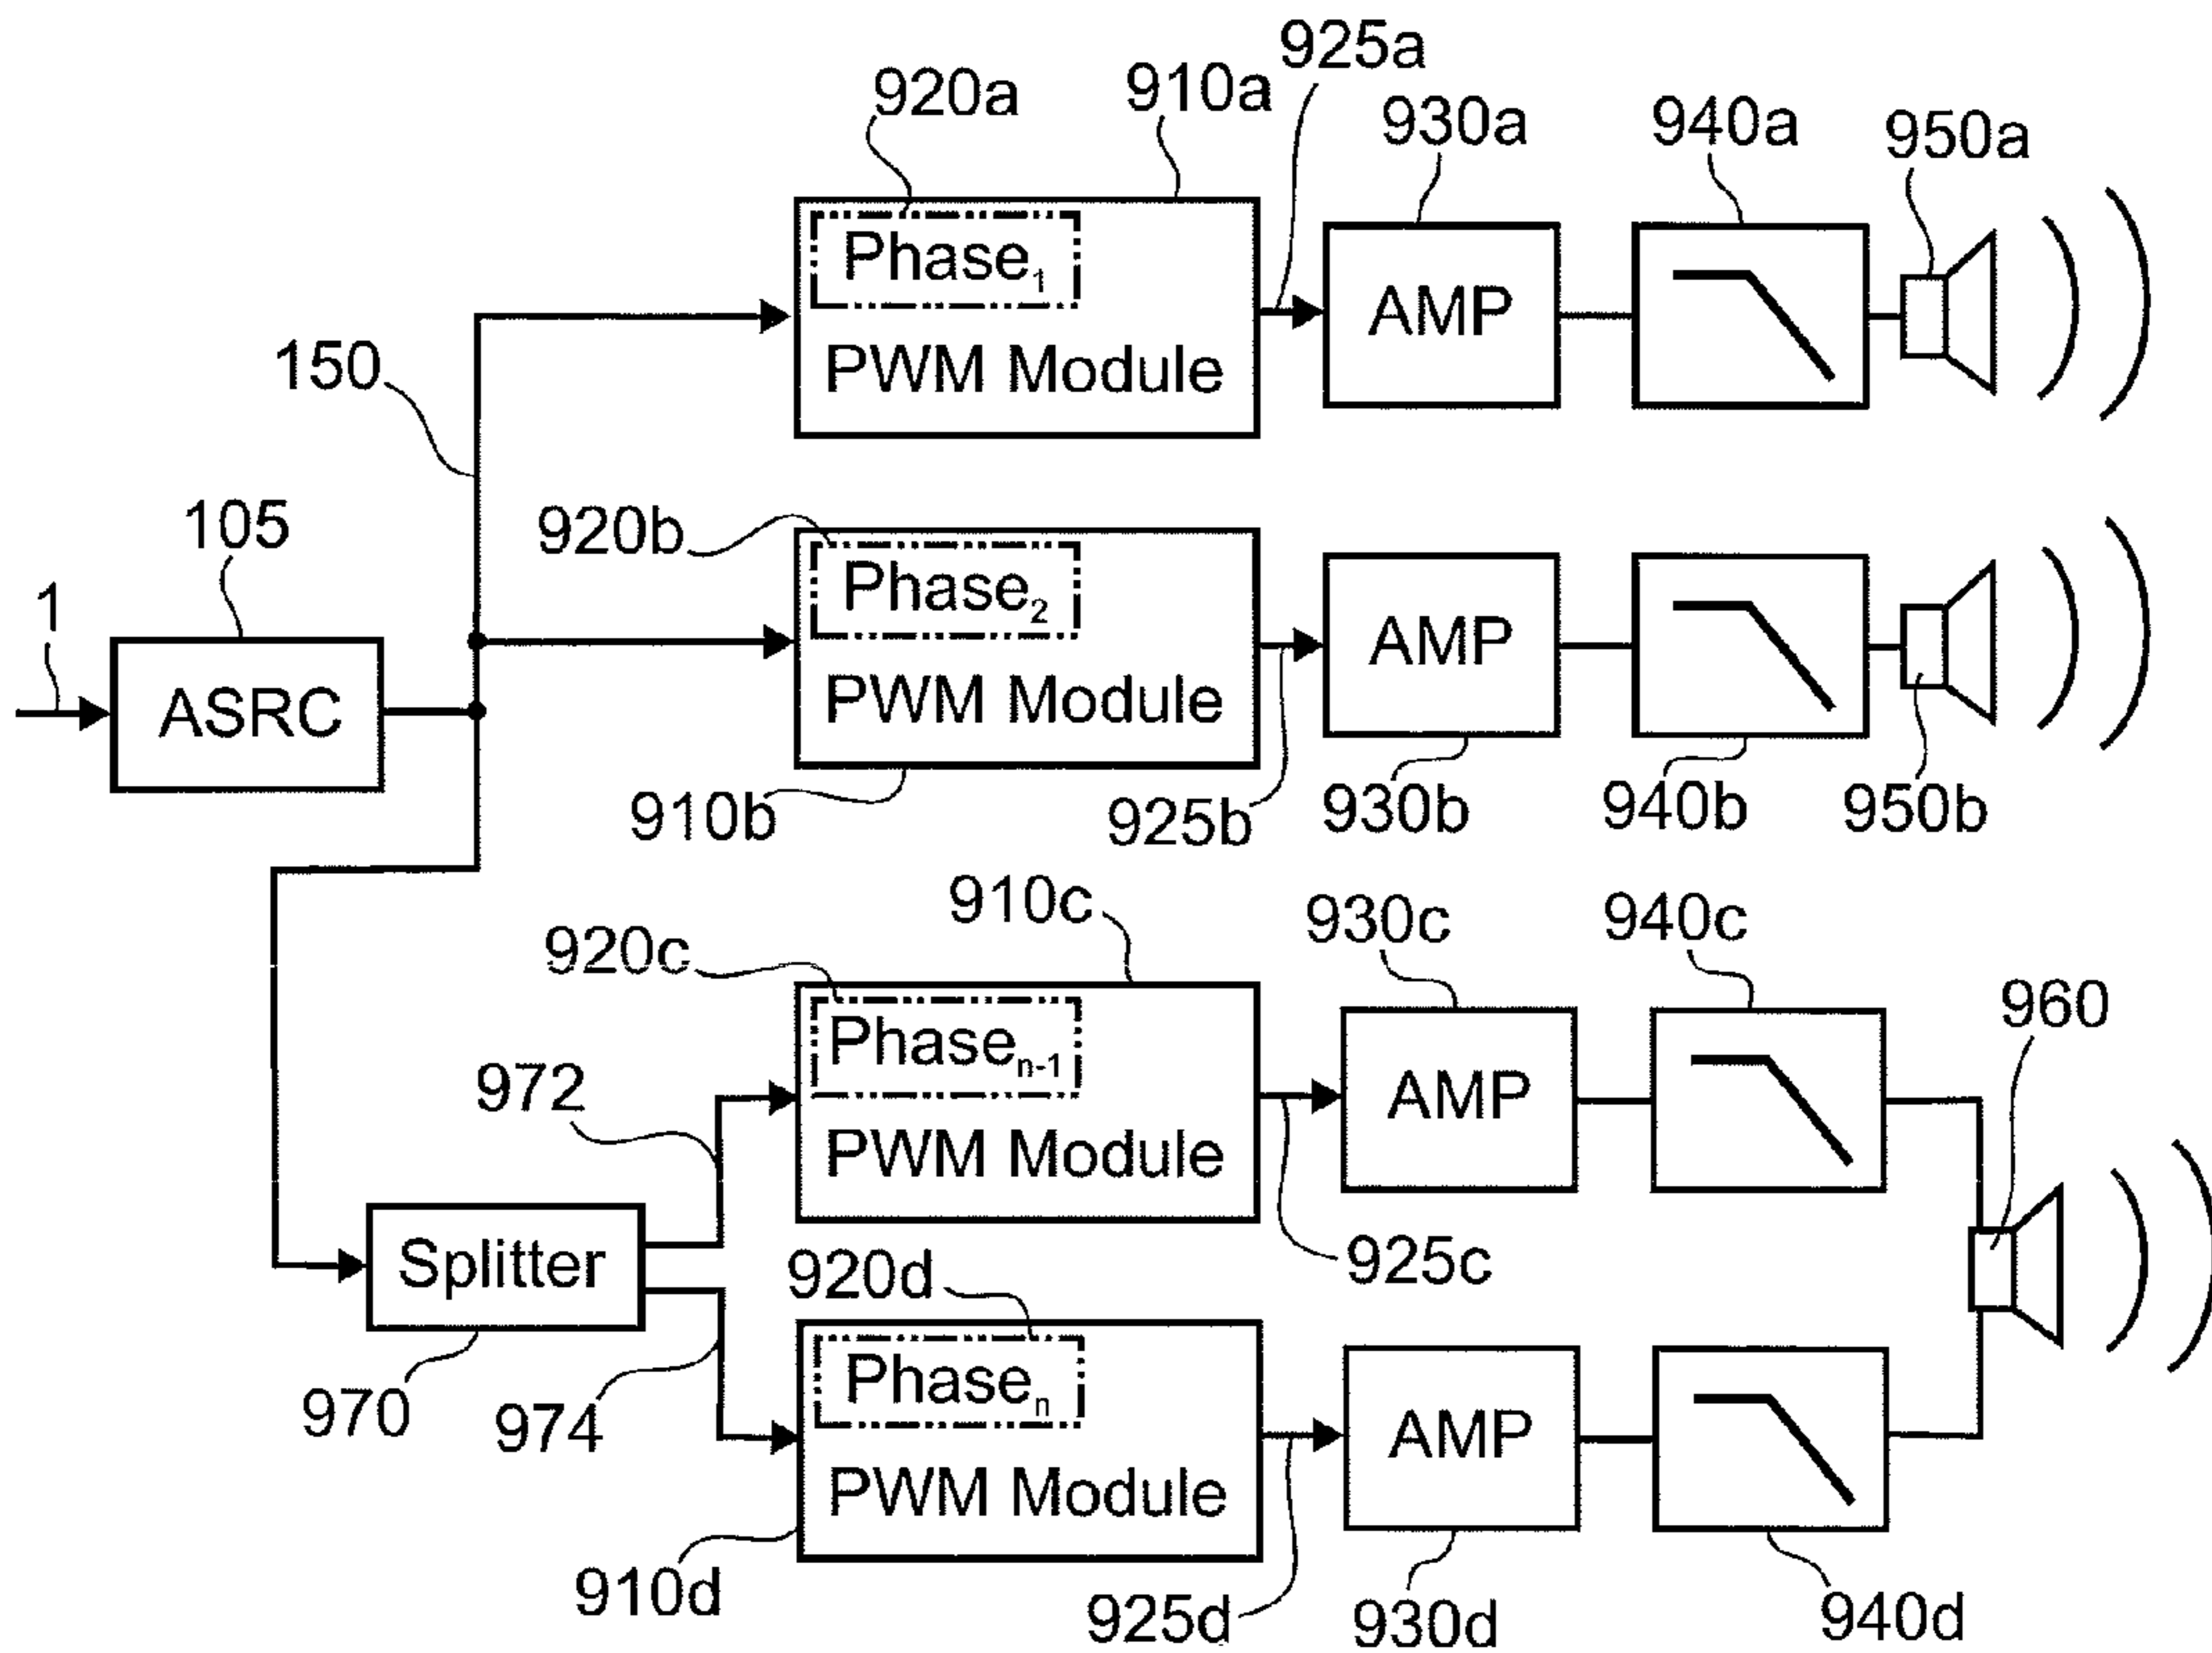 925a
920a
910a
930a
940a
950a
Phase1
AMP
PWM Module
150
105
920b
1
Phase2
AMP
ASRC
PWM Module
910b
925b
930b
940b
950b
910c
930c
940c
920c
960
Phasen-1
972
AMP
PWM Module
925c
Splitter
920d
Phasen
970
974
AMP
PWM Module
910d
925d
930d
940d